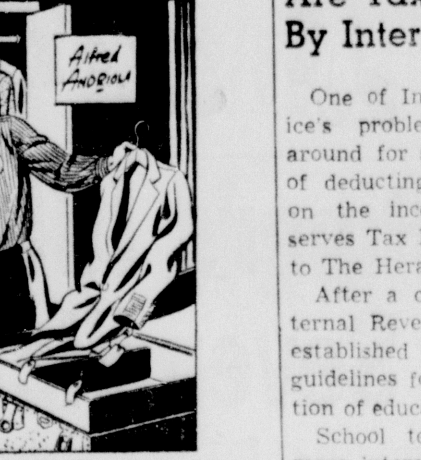 Alfred
ANDRIOLA
By Inter
One of In
ice's proble
around for
of deducting
on the inc
serves Tax
to The Hera
After a c
ternal Reve
established
guidelines f
tion of educ
School to